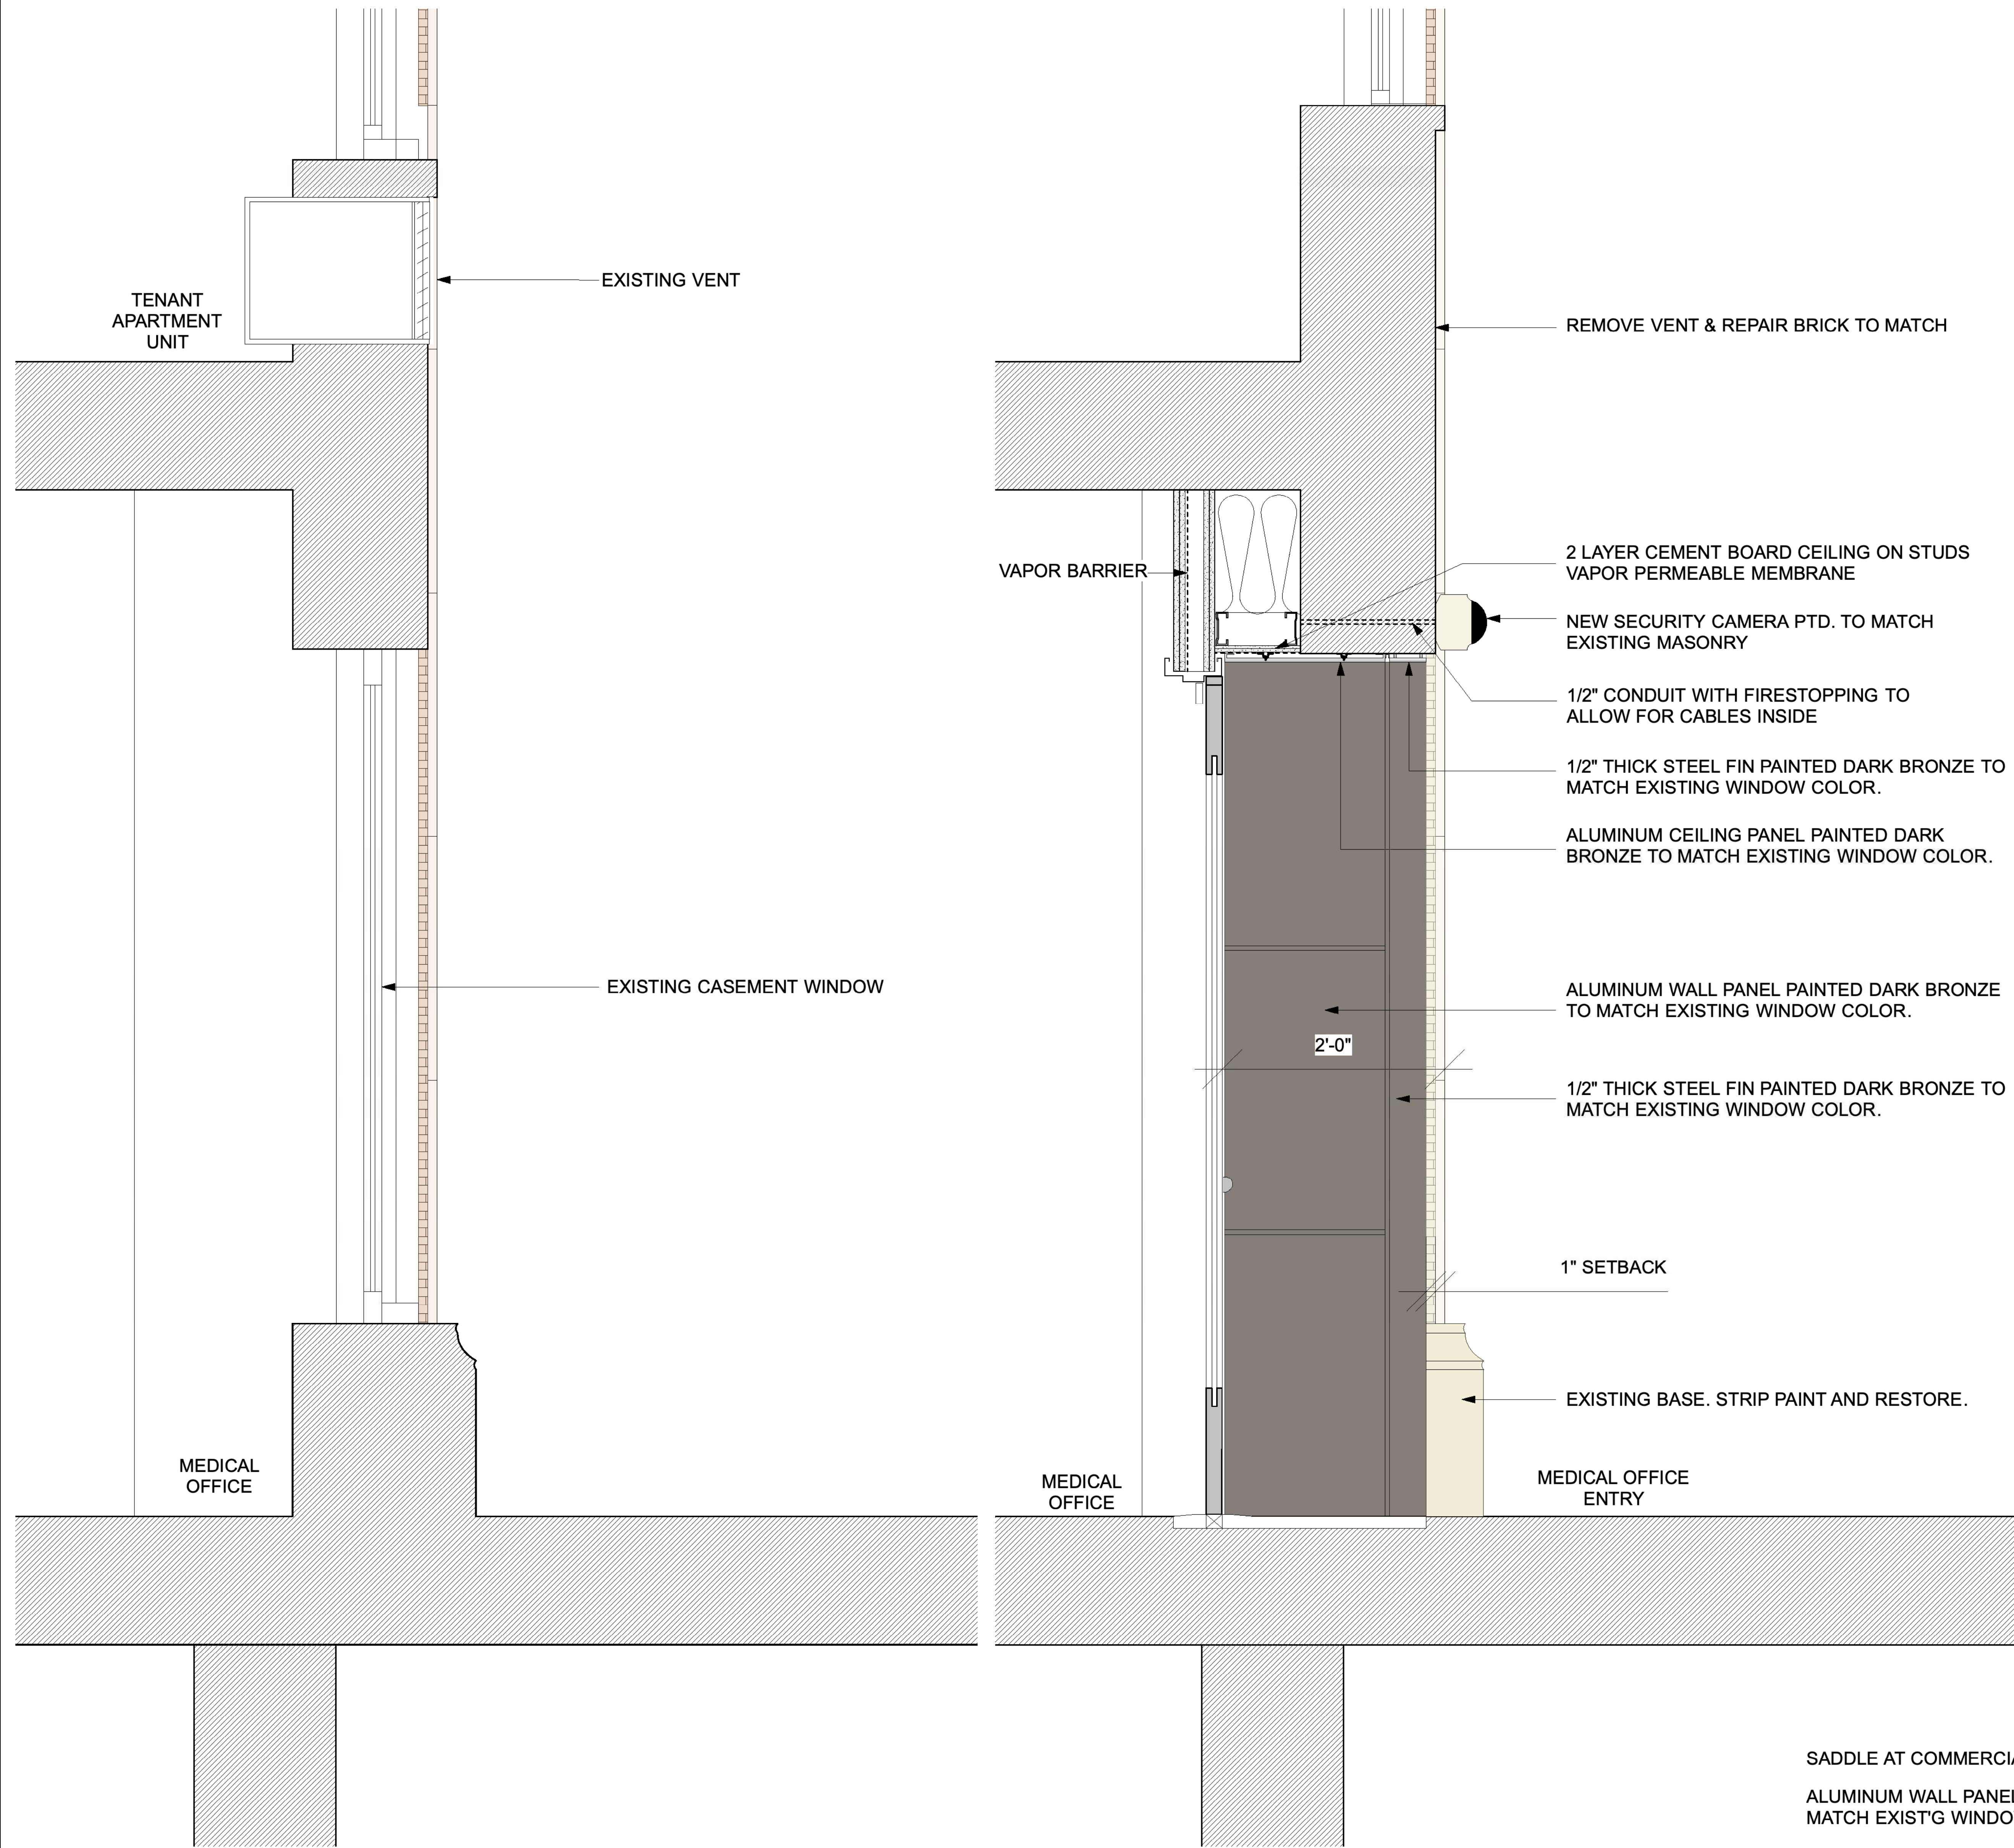 TENANT
APARTMENT
UNIT
EXISTING VENT
EXISTING CASEMENT WINDOW
MEDICAL
OFFICE
REMOVE VENT & REPAIR BRICK TO MATCH
VAPOR BARRIER
2 LAYER CEMENT BOARD CEILING ON STUDS
VAPOR PERMEABLE MEMBRANE
NEW SECURITY CAMERA PTD. TO MATCH
EXISTING MASONRY
1/2" CONDUIT WITH FIRESTOPPING TO
ALLOW FOR CABLES INSIDE
1/2" THICK STEEL FIN PAINTED DARK BRONZE TO
MATCH EXISTING WINDOW COLOR.
ALUMINUM CEILING PANEL PAINTED DARK
BRONZE TO MATCH EXISTING WINDOW COLOR.
ALUMINUM WALL PANEL PAINTED DARK BRONZE
TO MATCH EXISTING WINDOW COLOR.
2'-0"
1/2" THICK STEEL FIN PAINTED DARK BRONZE TO
MATCH EXISTING WINDOW COLOR.
1" SETBACK
EXISTING BASE. STRIP PAINT AND RESTORE.
MEDICAL
OFFICE
MEDICAL OFFICE
ENTRY
SADDLE AT
ALUMINUM WALL
MATCH EXIST'G